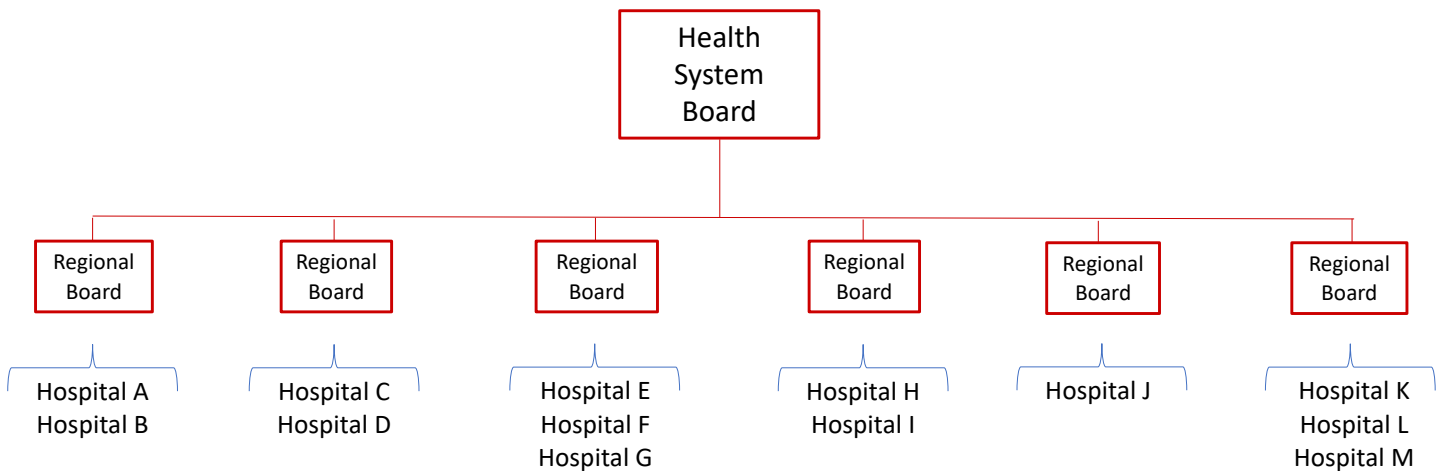 Health
System
Board
Regional
Board
Regional
Board
Regional
Board
Regional
Board
Regional
Board
Regional
Board
Hospital A
Hospital B
Hospital C
Hospital D
Hospital E
Hospital F
Hospital G
Hospital H
Hospital I
Hospital J
Hospital K
Hospital L
Hospital M